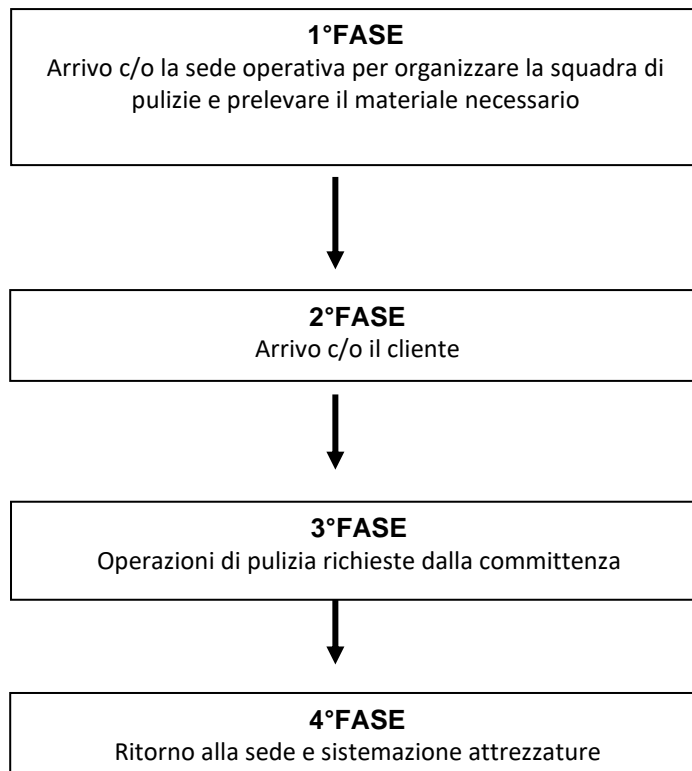 1°FASE
Arrivo c/o la sede operativa per organizzare la squadra di
pulizie e prelevare il materiale necessario
2°FASE
Arrivo c/o il cliente
3°FASE
Operazioni di pulizia richieste dalla committenza
4°FASE
Ritorno alla sede e sistemazione attrezzature